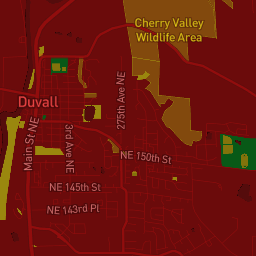 Cherry Valley
Wildlife Area
275th Ave NE
Duvall
Main St NE
3rd Ave NE
NE 150th St
NE 145th St
NE 143rd Pl